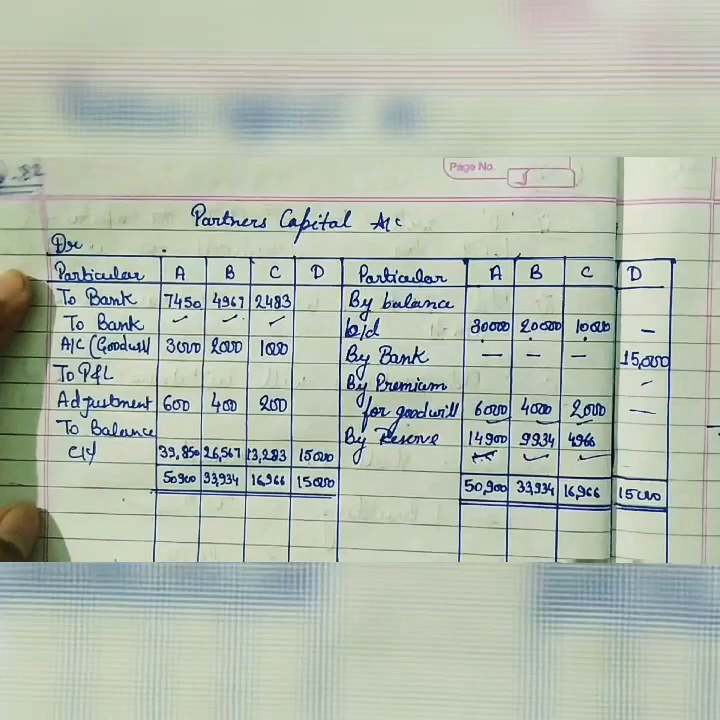 Page No. 1
Partners Capital A/c
Dr.
Particular A B C D Particular A B C D
To Bank 7450 4967 2483 By balance
To Bank b/d 30000 20000 10000 —
A/C (Goodwill 3000 2000 1000 By Bank — — — 15,000
To P&L By Premium
Adjustment 600 400 200 for goodwill 6000 4000 2000 —
To Balance By Reserve 14900 9934 4966
c/d 39,850 26,567 13,283 15000
50900 33,934 16,966 15000 50,900 33,934 16,966 15000